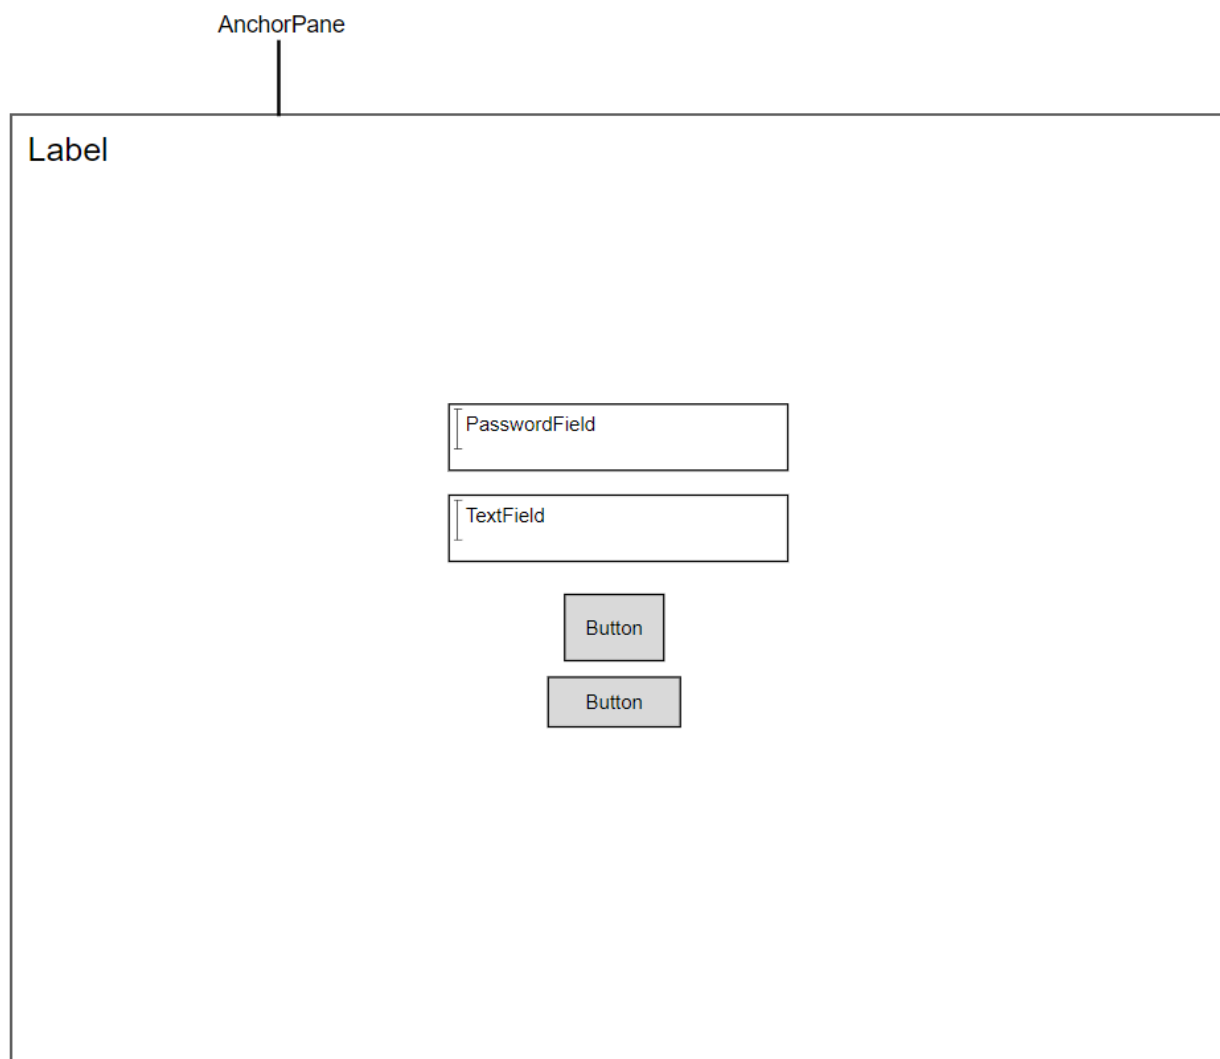 AnchorPane
Label
PasswordField
TextField
Button
Button